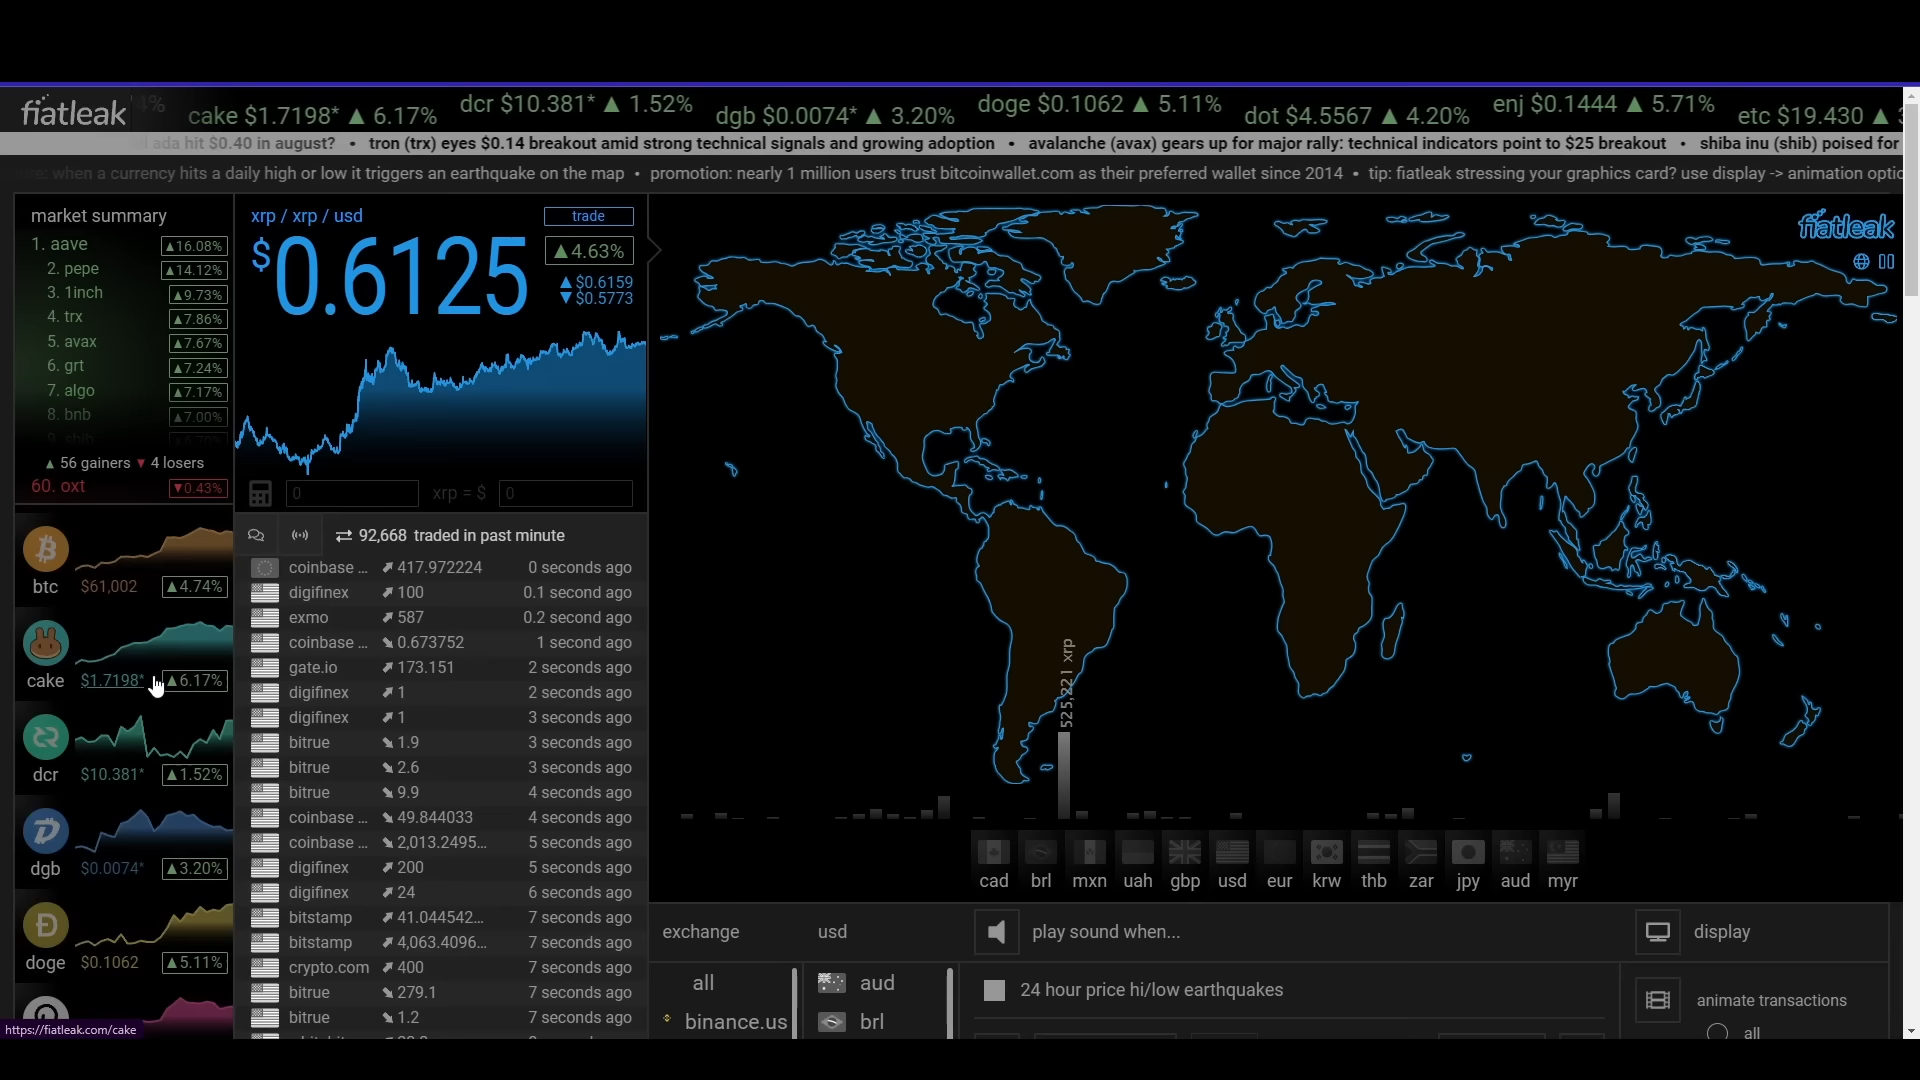 fiatleak
cake $1.7198* ▲ 6.17% dcr $10.381* ▲ 1.52% dgb $0.0074* ▲ 3.20% doge $0.1062 ▲ 5.11% dot $4.5567 ▲ 4.20% enj $0.1444 ▲ 5.71% etc $19.430 ▲
ada hit $0.40 in august? • tron (trx) eyes $0.14 breakout amid strong technical signals and growing adoption • avalanche (avax) gears up for major rally: technical indicators point to $25 breakout • shiba inu (shib) poised for
when a currency hits a daily high or low it triggers an earthquake on the map • promotion: nearly 1 million users trust bitcoinwallet.com as their preferred wallet since 2014 • tip: fiatleak stressing your graphics card? use display -> animation optic
market summary
1. aave ▲16.08%
2. pepe ▲14.12%
3. 1inch ▲9.73%
4. trx ▲7.86%
5. avax ▲7.67%
6. grt ▲7.24%
7. algo ▲7.17%
8. bnb ▲7.00%
9. shib
▲ 56 gainers ▼ 4 losers
60. oxt ▼0.43%
btc $61,002 ▲4.74%
cake $1.7198* ▲6.17%
dcr $10.381* ▲1.52%
dgb $0.0074* ▲3.20%
doge $0.1062 ▲5.11%
https://fiatleak.com/cake
xrp / xrp / usd trade
$0.6125 ▲4.63%
▲$0.6159
▼$0.5773
0 xrp = $ 0
92,668 traded in past minute
coinbase ... 417.972224 0 seconds ago
digifinex 100 0.1 second ago
exmo 587 0.2 second ago
coinbase ... 0.673752 1 second ago
gate.io 173.151 2 seconds ago
digifinex 1 2 seconds ago
digifinex 1 3 seconds ago
bitrue 1.9 3 seconds ago
bitrue 2.6 3 seconds ago
bitrue 9.9 4 seconds ago
coinbase ... 49.844033 4 seconds ago
coinbase ... 2,013.2495... 5 seconds ago
digifinex 200 5 seconds ago
digifinex 24 6 seconds ago
bitstamp 41.044542... 7 seconds ago
bitstamp 4,063.4096... 7 seconds ago
crypto.com 400 7 seconds ago
bitrue 279.1 7 seconds ago
bitrue 1.2 7 seconds ago
fiatleak
525,221 xrp
cad brl mxn uah gbp usd eur krw thb zar jpy aud myr
exchange usd play sound when... display
all aud 24 hour price hi/low earthquakes animate transactions
binance.us brl all